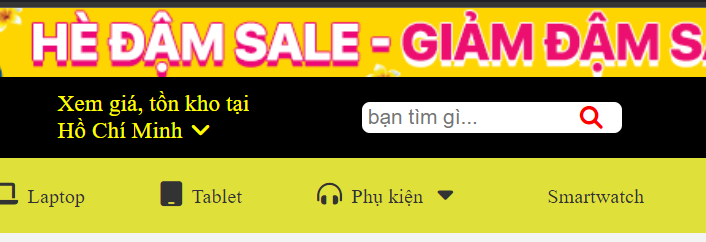 HÈ ĐẬM SALE - GIẢM ĐẬM SA
Xem giá, tồn kho tại
Hồ Chí Minh
bạn tìm gì...
Laptop Tablet Phụ kiện Smartwatch